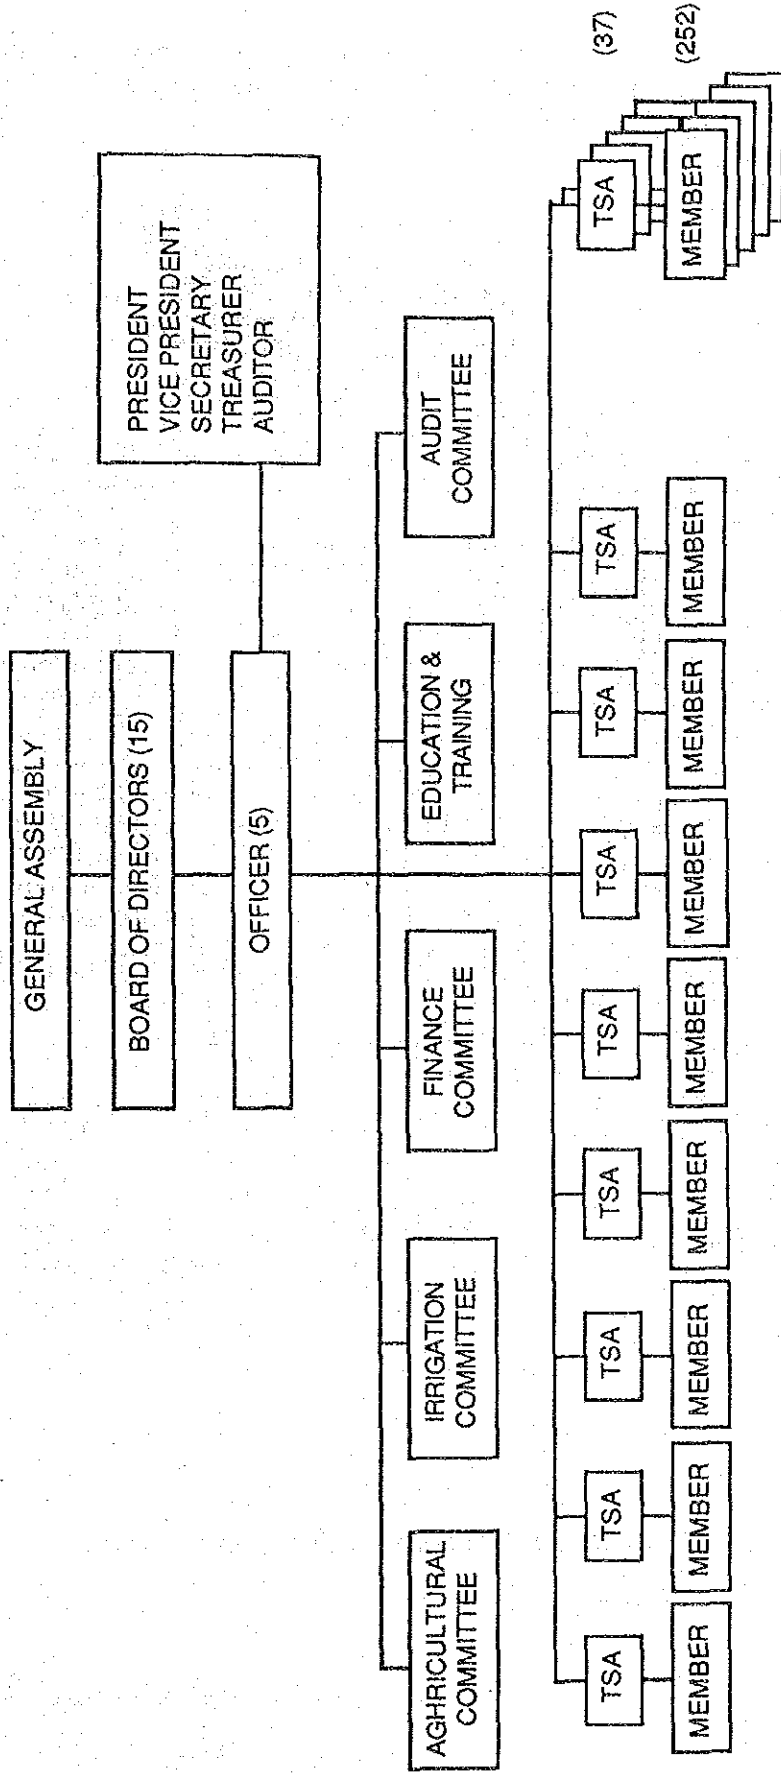 GENERAL ASSEMBLY
BOARD OF DIRECTORS (15)
OFFICER (5)
PRESIDENT
VICE PRESIDENT
SECRETARY
TREASURER
AUDITOR
AGHRICULTURAL
COMMITTEE
IRRIGATION
COMMITTEE
FINANCE
COMMITTEE
EDUCATION &
TRAINING
AUDIT
COMMITTEE
TSA
TSA
TSA
TSA
TSA
TSA
TSA
TSA
TSA
(37)
MEMBER
MEMBER
MEMBER
MEMBER
MEMBER
MEMBER
MEMBER
MEMBER
MEMBER
(252)